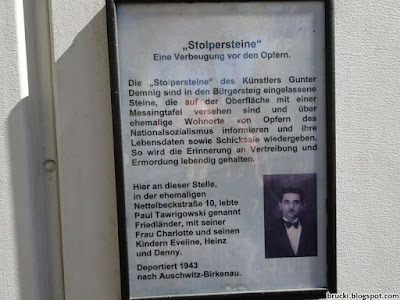 „Stolpersteine“
Eine Verbeugung vor den Opfern.
Die „Stolpersteine“ des Künstlers Gunter
Demnig sind in den Bürgersteig eingelassene
Steine, die auf der Oberfläche mit einer
Messingtafel versehen sind und über
ehemalige Wohnorte von Opfern des
Nationalsozialismus informieren und ihre
Lebensdaten sowie Schicksale wiedergeben.
So wird die Erinnerung an Vertreibung und
Ermordung lebendig gehalten.
Hier an dieser Stelle,
in der ehemaligen
Nettelbeckstraße 10, lebte
Paul Tawrigowski genannt
Friedländer, mit seiner
Frau Charlotte und seinen
Kindern Eveline, Heinz
und Denny.
Deportiert 1943
nach Auschwitz-Birkenau.
brucki.blogspot.com